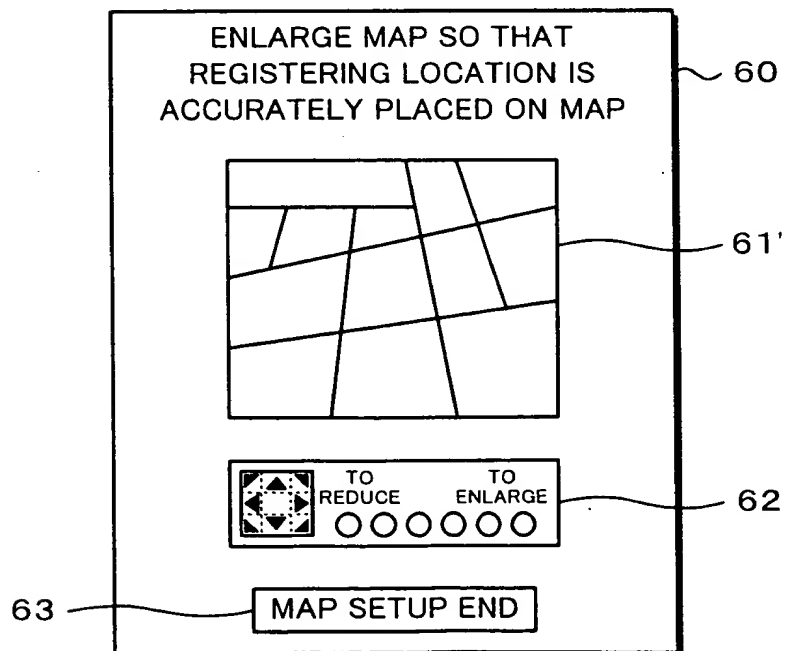 ENLARGE MAP SO THAT
REGISTERING LOCATION IS
ACCURATELY PLACED ON MAP
60
61'
TO REDUCE
TO ENLARGE
62
63
MAP SETUP END